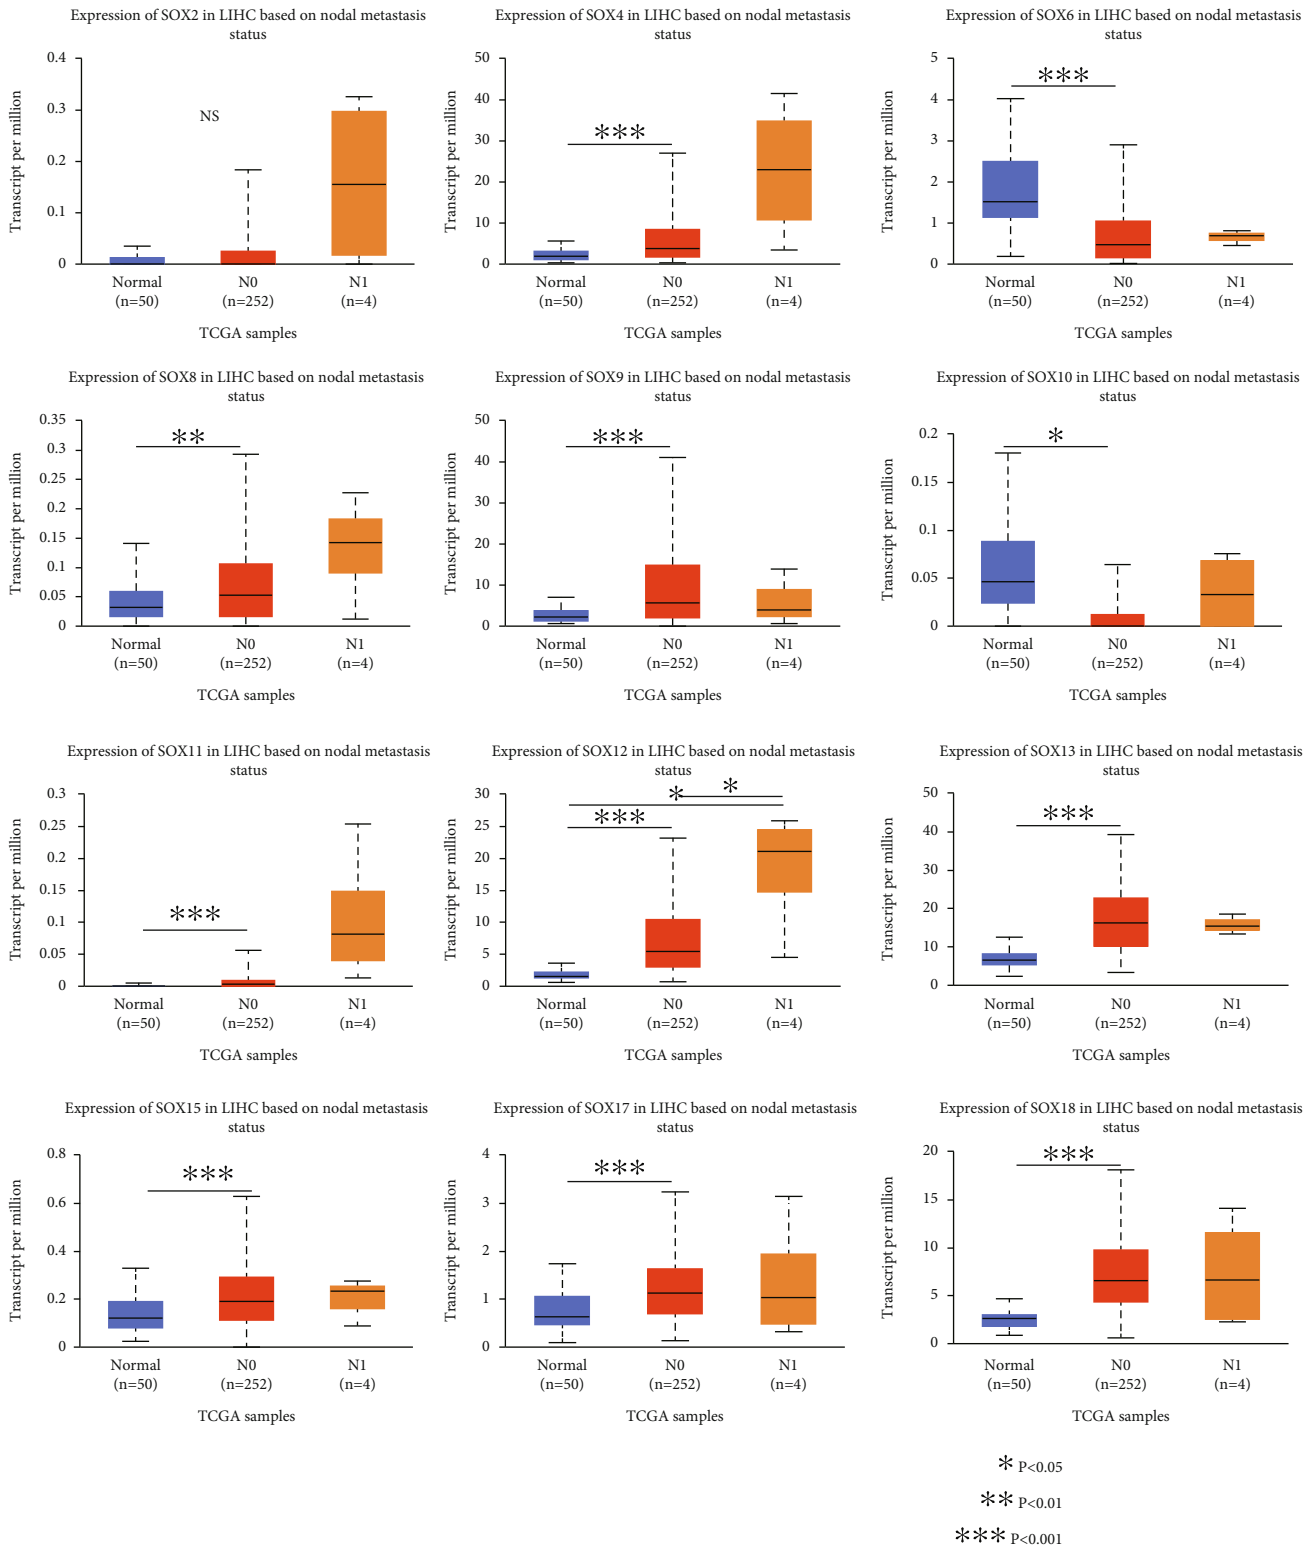 Expression of SOX2 in LIHC based on nodal metastasis
status
Transcript per million
0.4
0.3
0.2
0.1
0
NS
Normal
(n=50)
N0
(n=252)
N1
(n=4)
TCGA samples
Expression of SOX4 in LIHC based on nodal metastasis
status
Transcript per million
50
40
30
20
10
0
***
Normal
(n=50)
N0
(n=252)
N1
(n=4)
TCGA samples
Expression of SOX6 in LIHC based on nodal metastasis
status
Transcript per million
5
4
3
2
1
0
***
Normal
(n=50)
N0
(n=252)
N1
(n=4)
TCGA samples
Expression of SOX8 in LIHC based on nodal metastasis
status
Transcript per million
0.35
0.3
0.25
0.2
0.15
0.1
0.05
0
**
Normal
(n=50)
N0
(n=252)
N1
(n=4)
TCGA samples
Expression of SOX9 in LIHC based on nodal metastasis
status
Transcript per million
50
40
30
20
10
0
***
Normal
(n=50)
N0
(n=252)
N1
(n=4)
TCGA samples
Expression of SOX10 in LIHC based on nodal metastasis
status
Transcript per million
0.2
0.15
0.1
0.05
0
*
Normal
(n=50)
N0
(n=252)
N1
(n=4)
TCGA samples
Expression of SOX11 in LIHC based on nodal metastasis
status
Transcript per million
0.3
0.2
0.2
0.15
0.1
0.05
0
***
Normal
(n=50)
N0
(n=252)
N1
(n=4)
TCGA samples
Expression of SOX12 in LIHC based on nodal metastasis
status
Transcript per million
30
25
20
15
10
5
0
*
*
***
Normal
(n=50)
N0
(n=252)
N1
(n=4)
TCGA samples
Expression of SOX13 in LIHC based on nodal metastasis
status
Transcript per million
50
40
30
20
10
0
***
Normal
(n=50)
N0
(n=252)
N1
(n=4)
TCGA samples
Expression of SOX15 in LIHC based on nodal metastasis
status
Transcript per million
0.8
0.6
0.4
0.2
0
***
Normal
(n=50)
N0
(n=252)
N1
(n=4)
TCGA samples
Expression of SOX17 in LIHC based on nodal metastasis
status
Transcript per million
4
3
2
1
0
***
Normal
(n=50)
N0
(n=252)
N1
(n=4)
TCGA samples
Expression of SOX18 in LIHC based on nodal metastasis
status
Transcript per million
20
15
10
5
0
***
Normal
(n=50)
N0
(n=252)
N1
(n=4)
TCGA samples
* P<0.05
** P<0.01
*** P<0.001